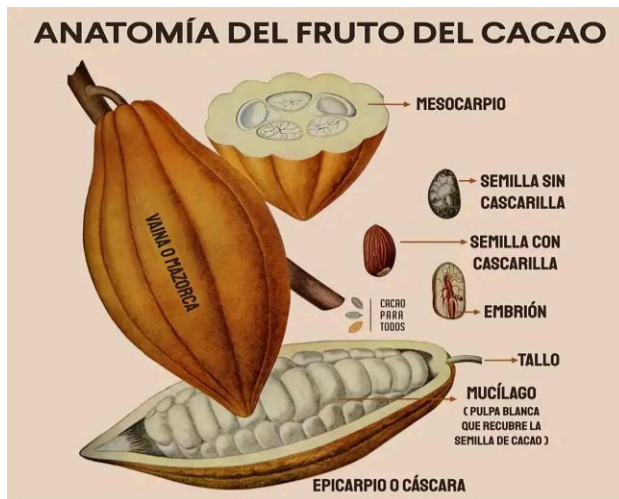 ANATOMÍA DEL FRUTO DEL CACAO
MESOCARPIO
VAINA O MAZORCA
SEMILLA SIN
CASCARILLA
SEMILLA CON
CASCARILLA
CACAO
PARA
TODOS
EMBRIÓN
TALLO
MUCÍLAGO
( PULPA BLANCA
QUE RECUBRE LA
SEMILLA DE CACAO )
EPICARPIO O CÁSCARA